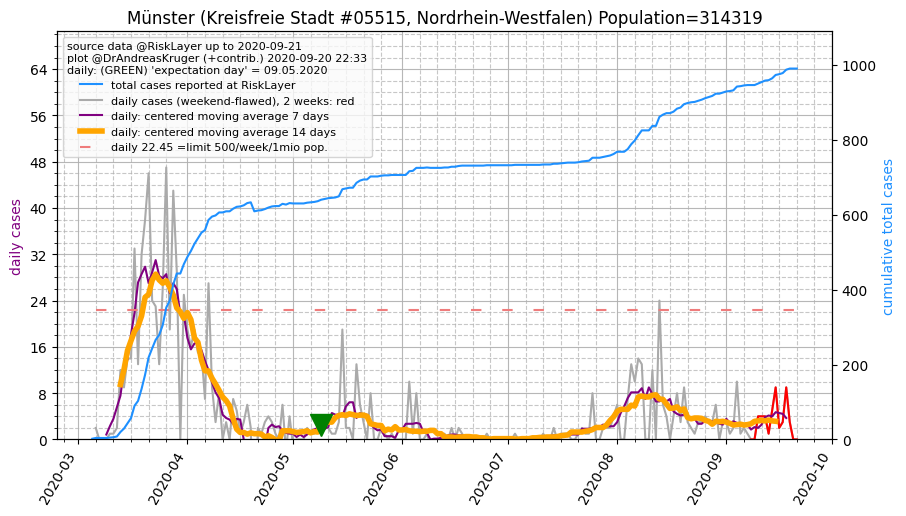 Münster (Kreisfreie Stadt #05515, Nordrhein-Westfalen) Population=314319
source data @RiskLayer up to 2020-09-21
plot @DrAndreasKruger (+contrib.) 2020-09-20 22:33
daily: (GREEN) 'expectation day' = 09.05.2020
total cases reported at RiskLayer
daily cases (weekend-flawed), 2 weeks: red
daily: centered moving average 7 days
daily: centered moving average 14 days
daily 22.45 =limit 500/week/1mio pop.
daily cases
64
56
48
40
32
24
16
8
0
cumulative total cases
1000
800
600
400
200
0
2020-03
2020-04
2020-05
2020-06
2020-07
2020-08
2020-09
2020-10